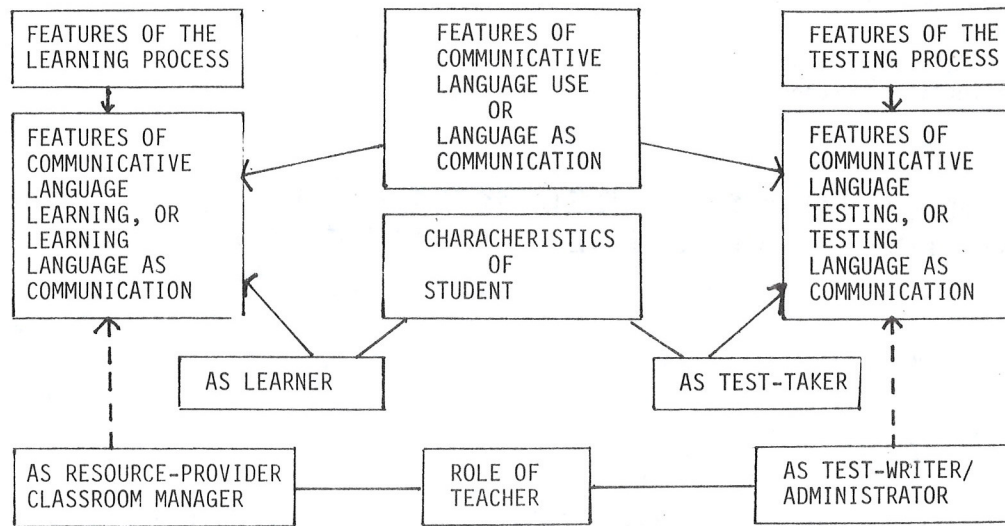 FEATURES OF THE
LEARNING PROCESS
FEATURES OF
COMMUNICATIVE
LANGUAGE USE
OR
LANGUAGE AS
COMMUNICATION
FEATURES OF THE
TESTING PROCESS
FEATURES OF
COMMUNICATIVE
LANGUAGE
LEARNING, OR
LEARNING
LANGUAGE AS
COMMUNICATION
CHARACHERISTICS
OF
STUDENT
FEATURES OF
COMMUNICATIVE
LANGUAGE
TESTING, OR
TESTING
LANGUAGE AS
COMMUNICATION
AS LEARNER
AS TEST-TAKER
AS RESOURCE-PROVIDER
CLASSROOM MANAGER
ROLE OF
TEACHER
AS TEST-WRITER/
ADMINISTRATOR